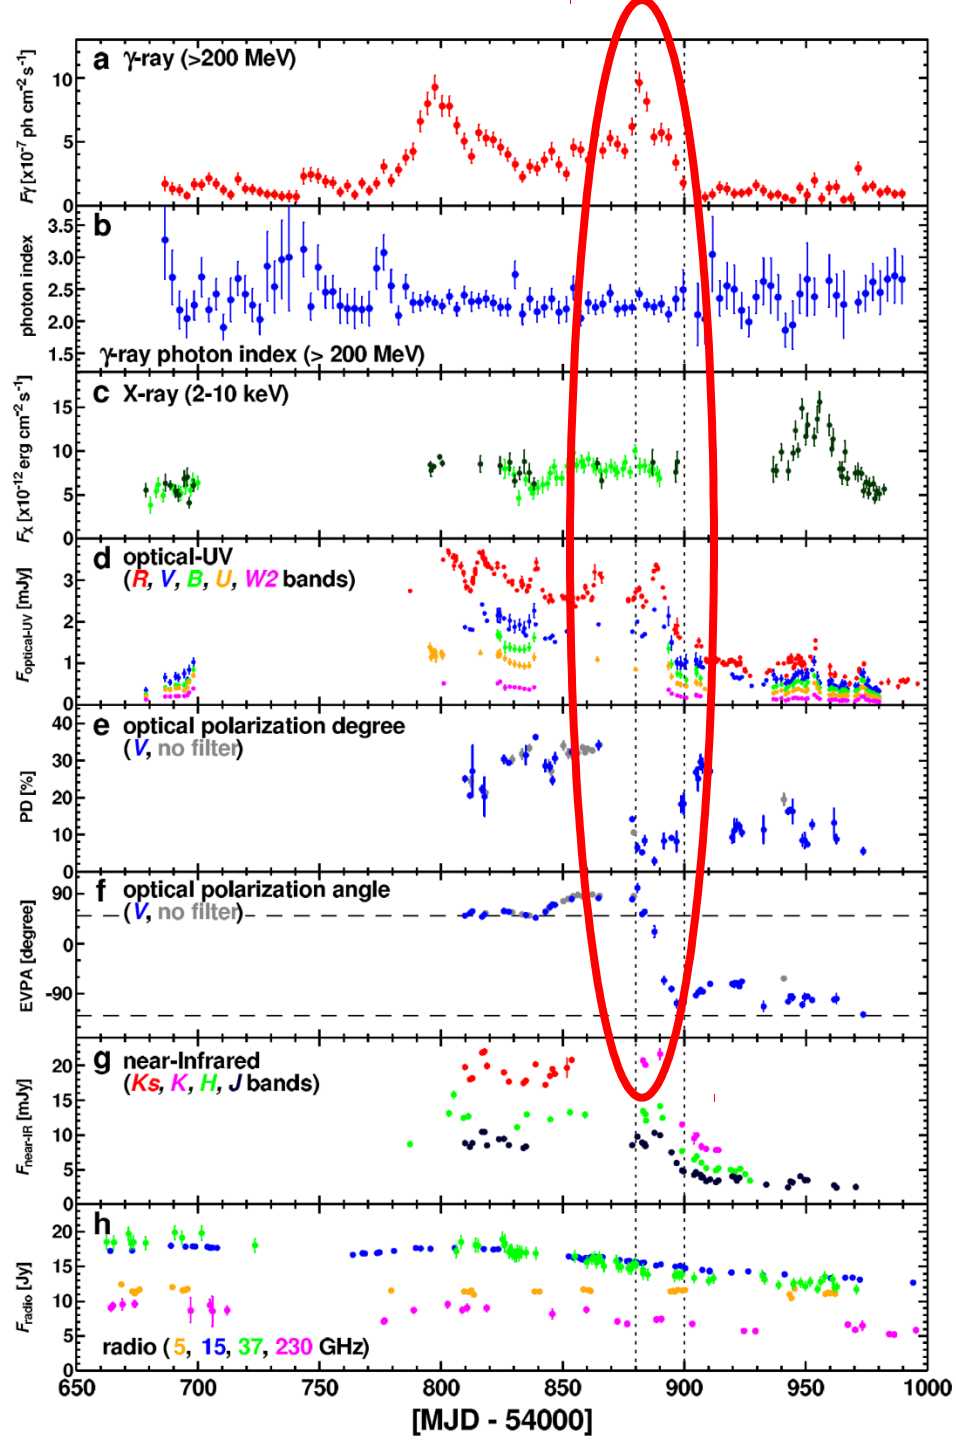 a γ-ray (>200 MeV)
Fγ [x10⁻⁷ ph cm⁻² s⁻¹]
10
5
0
b
photon index
3.5
3.0
2.5
2.0
1.5
γ-ray photon index (> 200 MeV)
c X-ray (2-10 keV)
FX [x10⁻¹² erg cm⁻² s⁻¹]
15
10
5
0
d optical-UV
(R, V, B, U, W2 bands)
Foptical-UV [mJy]
3
2
1
0
e optical polarization degree
(V, no filter)
PD [%]
40
30
20
10
0
f optical polarization angle
(V, no filter)
EVPA [degree]
90
0
-90
g near-Infrared
(Ks, K, H, J bands)
Fnear-IR [mJy]
20
15
10
5
0
h
Fradio [Jy]
20
15
10
5
0
radio ( 5, 15, 37, 230 GHz)
650 700 750 800 850 900 950 1000
[MJD - 54000]